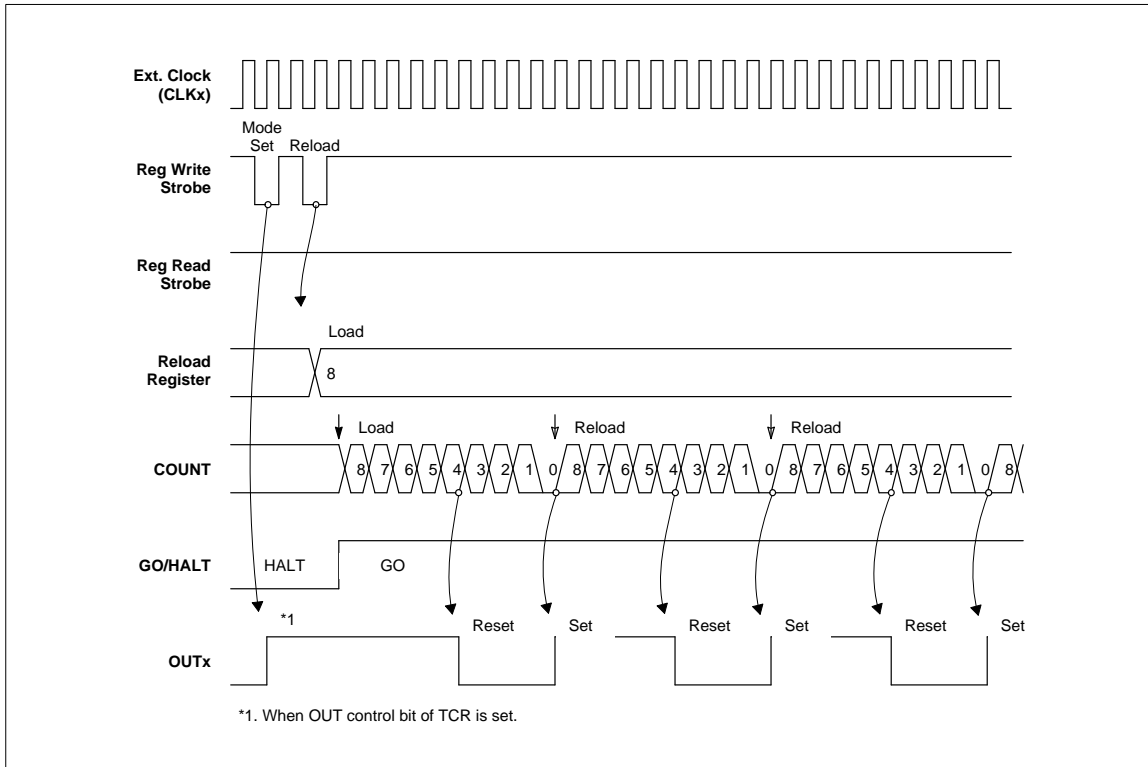 Ext. Clock
(CLKx)
Mode
Set Reload
Reg Write
Strobe
Reg Read
Strobe
Load
Reload
Register
8
Load Reload Reload
COUNT
8 7 6 5 4 3 2 1 0 8 7 6 5 4 3 2 1 0 8 7 6 5 4 3 2 1 0 8
GO/HALT
HALT GO
*1
Reset Set Reset Set Reset Set
OUTx
*1. When OUT control bit of TCR is set.